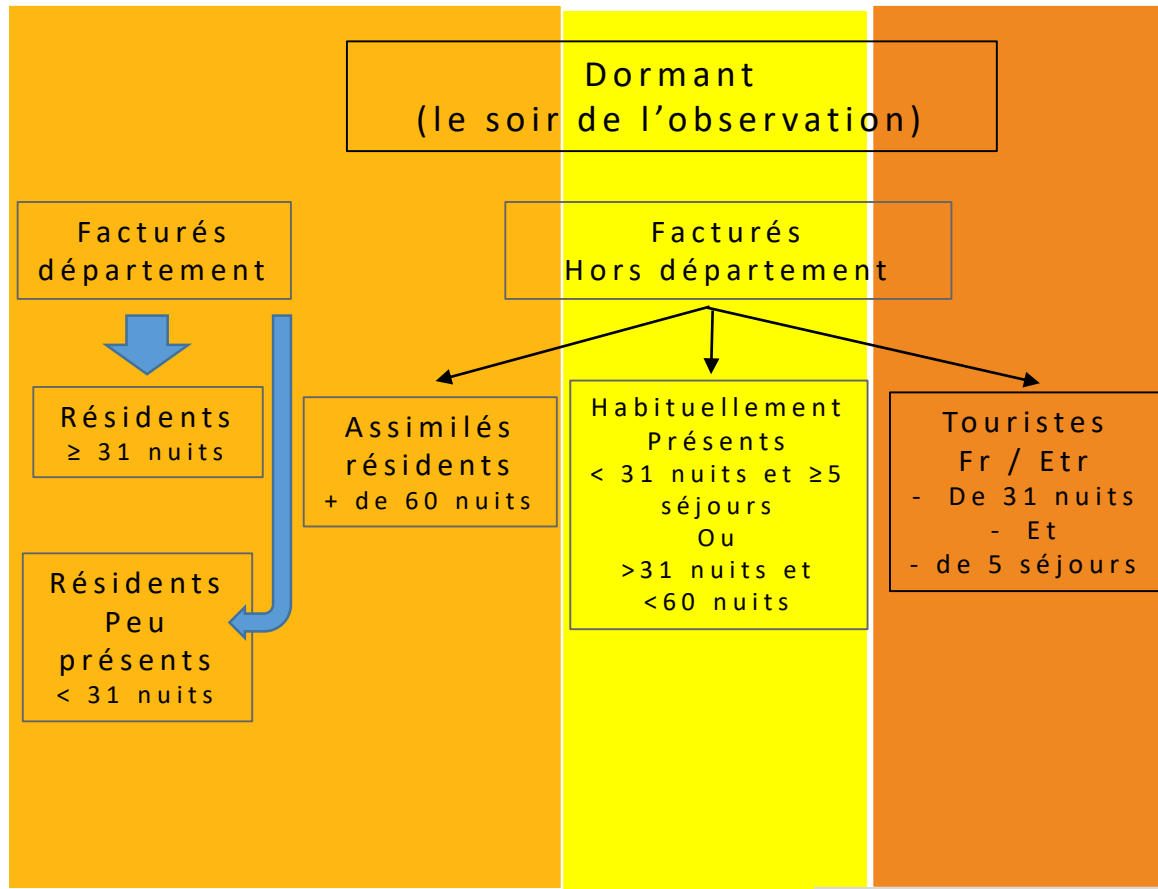 Dormant
(le soir de l’observation)
Facturés
département
Facturés
Hors département
Résidents
≥ 31 nuits
Résidents
Peu
présents
< 31 nuits
Assimilés
résidents
+ de 60 nuits
Habituellement
Présents
< 31 nuits et ≥5
séjours
Ou
>31 nuits et
<60 nuits
Touristes
Fr / Etr
- De 31 nuits
- Et
- de 5 séjours